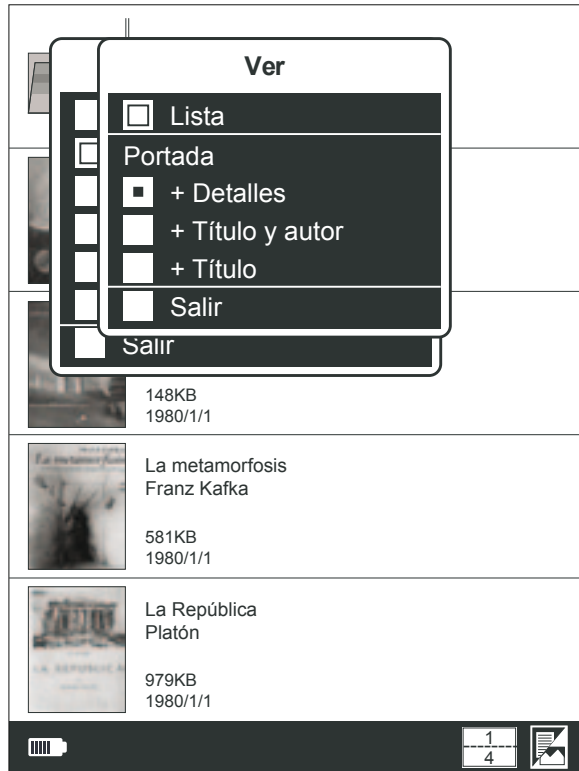 Ver
Lista
Portada
+ Detalles
+ Título y autor
+ Título
Salir
Salir
148KB
1980/1/1
La metamorfosis
Franz Kafka
581KB
1980/1/1
La República
Platón
979KB
1980/1/1
1
4